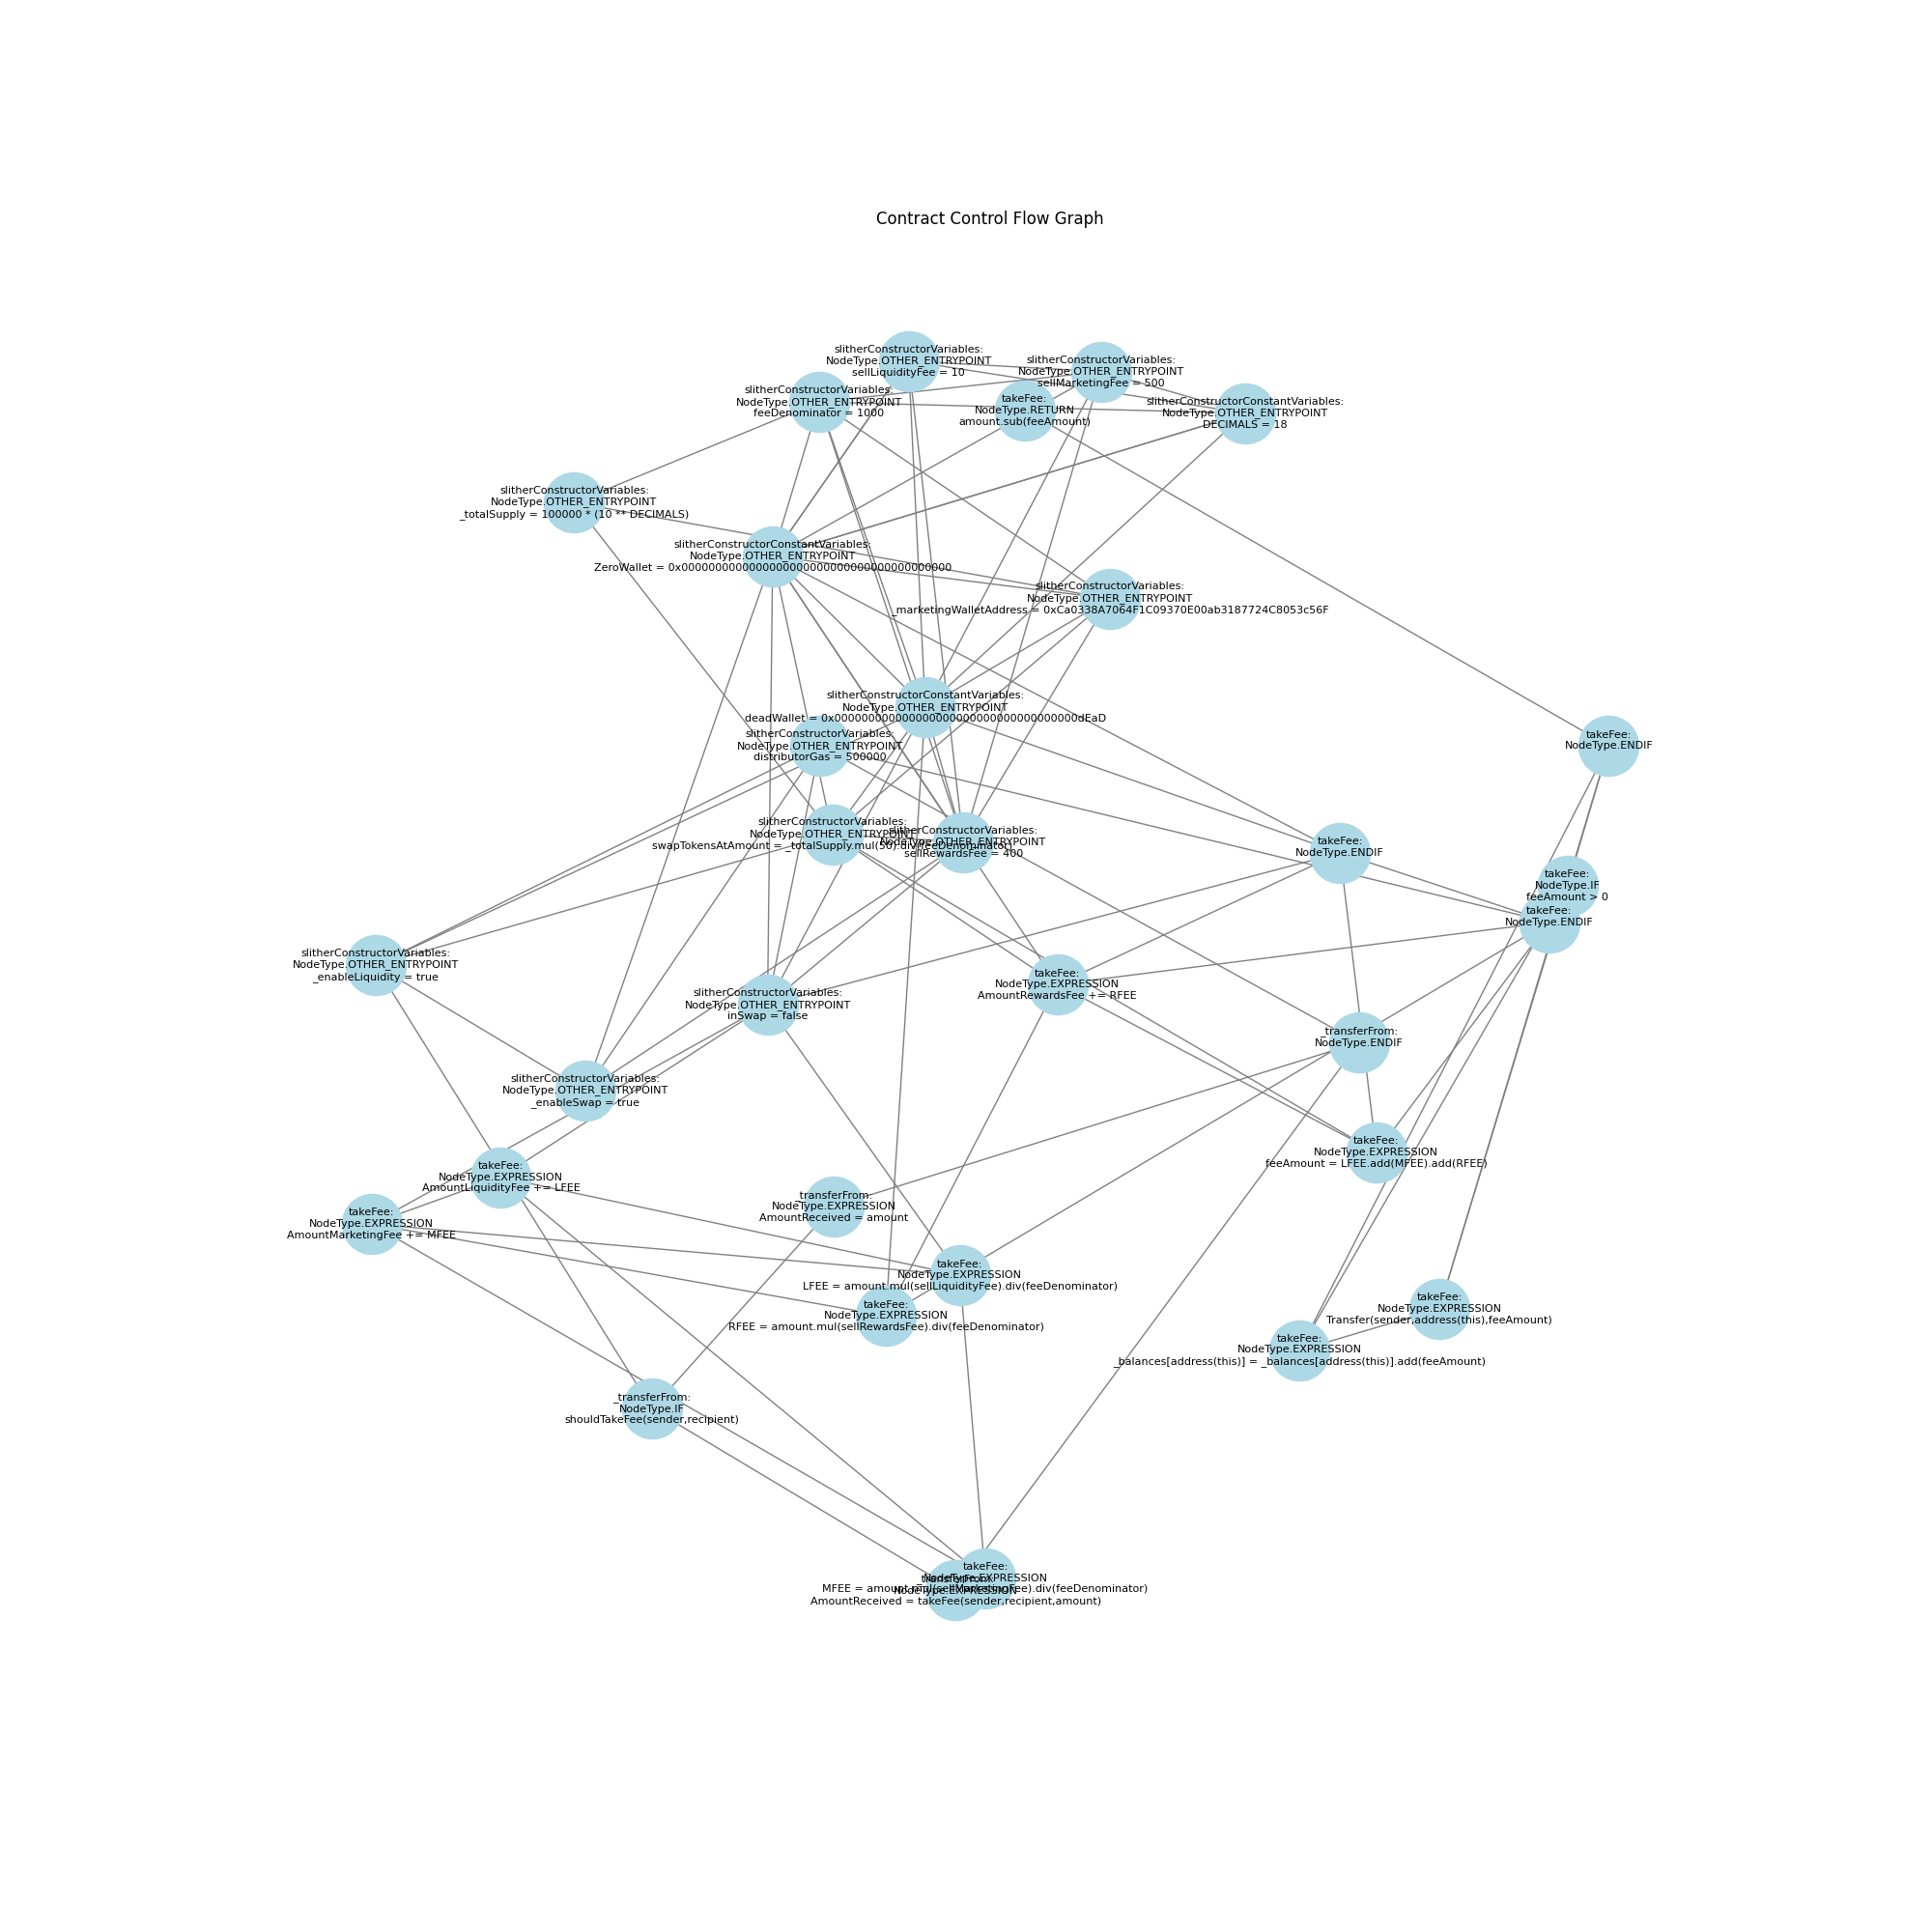 Contract Control Flow Graph
slitherConstructorVariables:
NodeType.OTHER_ENTRYPOINT
sellLiquidityFee = 10
slitherConstructorVariables:
NodeType.OTHER_ENTRYPOINT
sellMarketingFee = 500
slitherConstructorVariables:
NodeType.OTHER_ENTRYPOINT
feeDenominator = 1000
takeFee:
NodeType.RETURN
amount.sub(feeAmount)
slitherConstructorConstantVariables:
NodeType.OTHER_ENTRYPOINT
DECIMALS = 18
slitherConstructorVariables:
NodeType.OTHER_ENTRYPOINT
_totalSupply = 100000 * (10 ** DECIMALS)
slitherConstructorConstantVariables:
NodeType.OTHER_ENTRYPOINT
ZeroWallet = 0x0000000000000000000000000000000000000000
slitherConstructorVariables:
NodeType.OTHER_ENTRYPOINT
_marketingWalletAddress = 0xCa0338A7064F1C09370E00ab3187724C8053c56F
slitherConstructorConstantVariables:
NodeType.OTHER_ENTRYPOINT
deadWallet = 0x000000000000000000000000000000000000dEaD
slitherConstructorVariables:
NodeType.OTHER_ENTRYPOINT
distributorGas = 500000
takeFee:
NodeType.ENDIF
slitherConstructorVariables:
NodeType.OTHER_ENTRYPOINT
swapTokensAtAmount = _totalSupply.mul(50).div(feeDenominator)
slitherConstructorVariables:
NodeType.OTHER_ENTRYPOINT
sellRewardsFee = 400
takeFee:
NodeType.ENDIF
takeFee:
NodeType.IF
feeAmount > 0
takeFee:
NodeType.ENDIF
slitherConstructorVariables:
NodeType.OTHER_ENTRYPOINT
_enableLiquidity = true
takeFee:
NodeType.EXPRESSION
AmountRewardsFee += RFEE
slitherConstructorVariables:
NodeType.OTHER_ENTRYPOINT
inSwap = false
_transferFrom:
NodeType.ENDIF
slitherConstructorVariables:
NodeType.OTHER_ENTRYPOINT
_enableSwap = true
takeFee:
NodeType.EXPRESSION
feeAmount = LFEE.add(MFEE).add(RFEE)
takeFee:
NodeType.EXPRESSION
AmountLiquidityFee += LFEE
_transferFrom:
NodeType.EXPRESSION
AmountReceived = amount
takeFee:
NodeType.EXPRESSION
AmountMarketingFee += MFEE
takeFee:
NodeType.EXPRESSION
LFEE = amount.mul(sellLiquidityFee).div(feeDenominator)
takeFee:
NodeType.EXPRESSION
RFEE = amount.mul(sellRewardsFee).div(feeDenominator)
takeFee:
NodeType.EXPRESSION
Transfer(sender,address(this),feeAmount)
takeFee:
NodeType.EXPRESSION
_balances[address(this)] = _balances[address(this)].add(feeAmount)
_transferFrom:
NodeType.IF
shouldTakeFee(sender,recipient)
takeFee:
NodeType.EXPRESSION
MFEE = amount.mul(sellMarketingFee).div(feeDenominator)
_transferFrom:
NodeType.EXPRESSION
AmountReceived = takeFee(sender,recipient,amount)